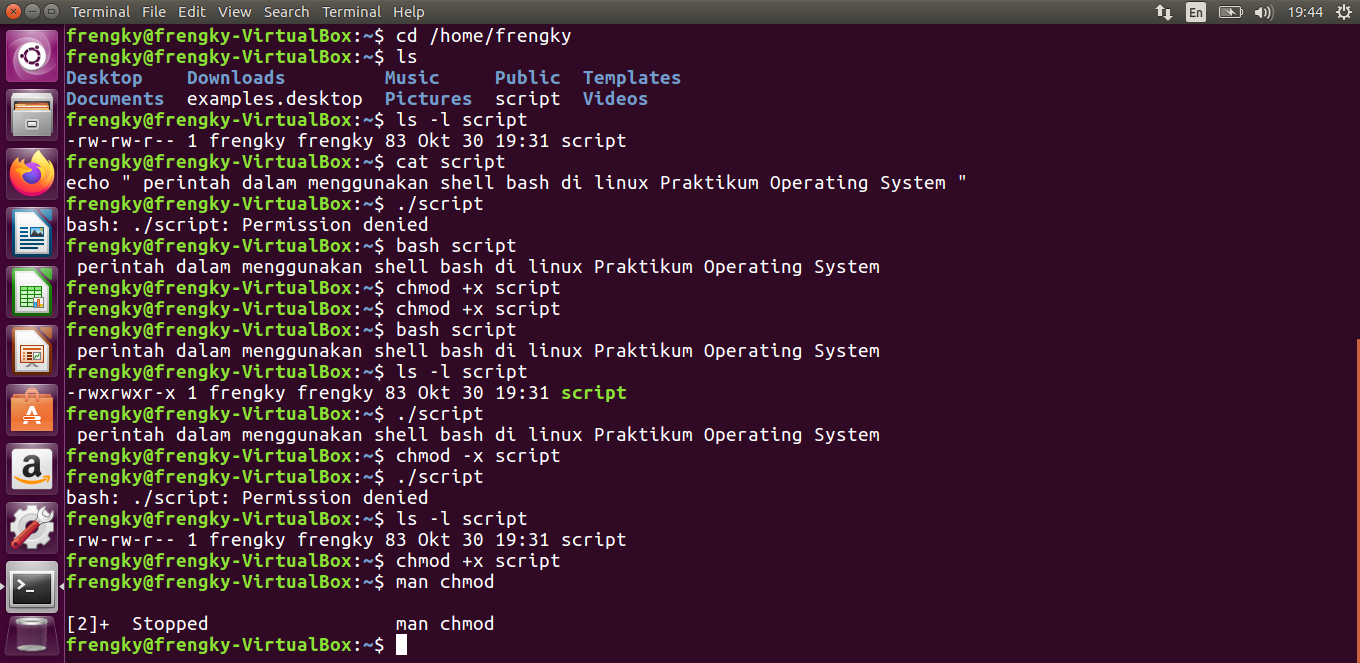 Terminal File Edit View Search Terminal Help En 19:44
frengky@frengky-VirtualBox:~$ cd /home/frengky
frengky@frengky-VirtualBox:~$ ls
Desktop    Downloads         Music     Public  Templates
Documents  examples.desktop  Pictures  script  Videos
frengky@frengky-VirtualBox:~$ ls -l script
-rw-rw-r-- 1 frengky frengky 83 Okt 30 19:31 script
frengky@frengky-VirtualBox:~$ cat script
echo " perintah dalam menggunakan shell bash di linux Praktikum Operating System "
frengky@frengky-VirtualBox:~$ ./script
bash: ./script: Permission denied
frengky@frengky-VirtualBox:~$ bash script
 perintah dalam menggunakan shell bash di linux Praktikum Operating System
frengky@frengky-VirtualBox:~$ chmod +x script
frengky@frengky-VirtualBox:~$ chmod +x script
frengky@frengky-VirtualBox:~$ bash script
 perintah dalam menggunakan shell bash di linux Praktikum Operating System
frengky@frengky-VirtualBox:~$ ls -l script
-rwxrwxr-x 1 frengky frengky 83 Okt 30 19:31 script
frengky@frengky-VirtualBox:~$ ./script
 perintah dalam menggunakan shell bash di linux Praktikum Operating System
frengky@frengky-VirtualBox:~$ chmod -x script
frengky@frengky-VirtualBox:~$ ./script
bash: ./script: Permission denied
frengky@frengky-VirtualBox:~$ ls -l script
-rw-rw-r-- 1 frengky frengky 83 Okt 30 19:31 script
frengky@frengky-VirtualBox:~$ chmod +x script
frengky@frengky-VirtualBox:~$ man chmod
[2]+  Stopped                 man chmod
frengky@frengky-VirtualBox:~$